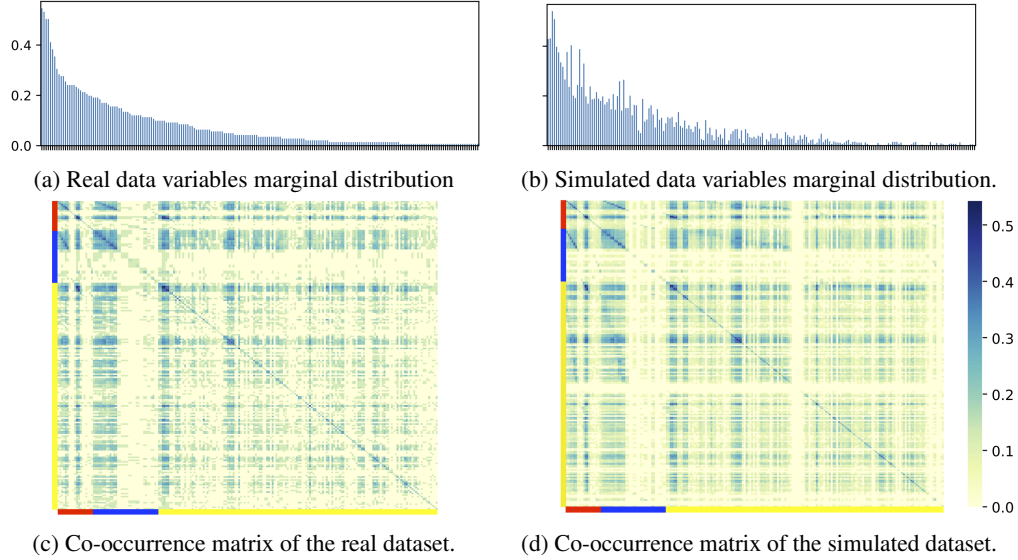 0.4
0.2
0.0
(a) Real data variables marginal distribution
(b) Simulated data variables marginal distribution.
0.5
0.4
0.3
0.2
0.1
0.0
(c) Co-occurrence matrix of the real dataset.
(d) Co-occurrence matrix of the simulated dataset.